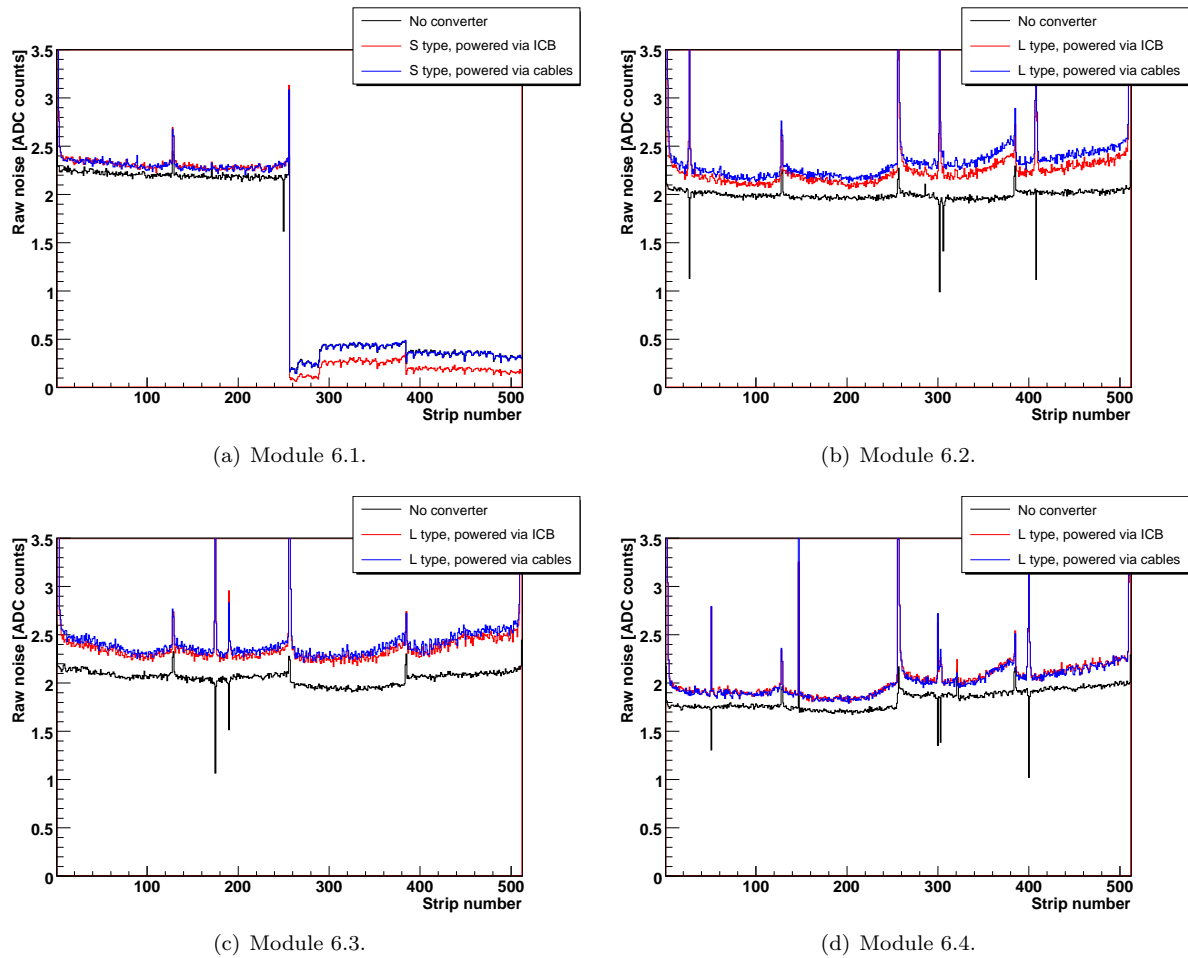 No converter
S type, powered via ICB
S type, powered via cables
Raw noise [ADC counts]
3.5
3
2.5
2
1.5
1
0.5
0
100 200 300 400 500
Strip number
(a) Module 6.1.
No converter
L type, powered via ICB
L type, powered via cables
Raw noise [ADC counts]
3.5
3
2.5
2
1.5
1
0.5
0
100 200 300 400 500
Strip number
(b) Module 6.2.
No converter
L type, powered via ICB
L type, powered via cables
Raw noise [ADC counts]
3.5
3
2.5
2
1.5
1
0.5
0
100 200 300 400 500
Strip number
(c) Module 6.3.
No converter
L type, powered via ICB
L type, powered via cables
Raw noise [ADC counts]
3.5
3
2.5
2
1.5
1
0.5
0
100 200 300 400 500
Strip number
(d) Module 6.4.